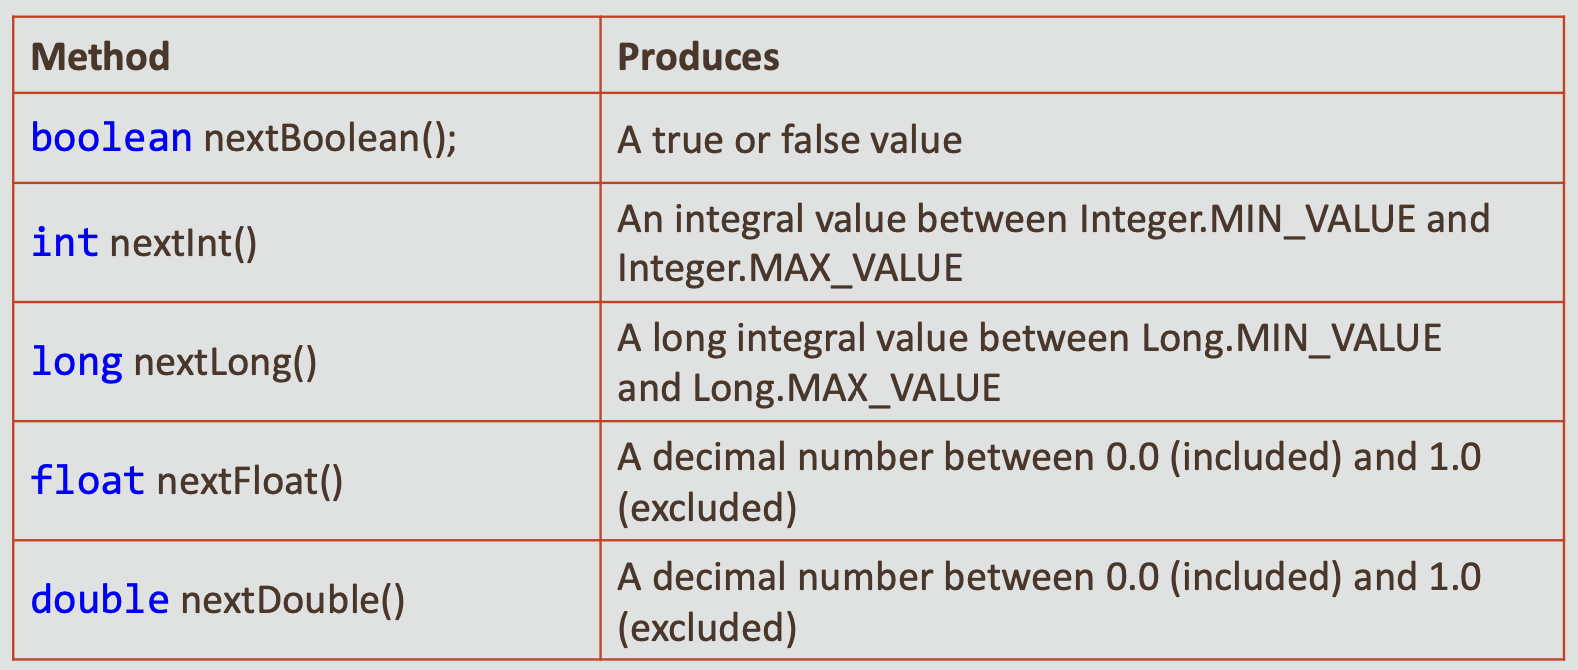 Method
Produces
boolean nextBoolean();
A true or false value
int nextInt()
An integral value between Integer.MIN_VALUE and
Integer.MAX_VALUE
long nextLong()
A long integral value between Long.MIN_VALUE
and Long.MAX_VALUE
float nextFloat()
A decimal number between 0.0 (included) and 1.0
(excluded)
double nextDouble()
A decimal number between 0.0 (included) and 1.0
(excluded)